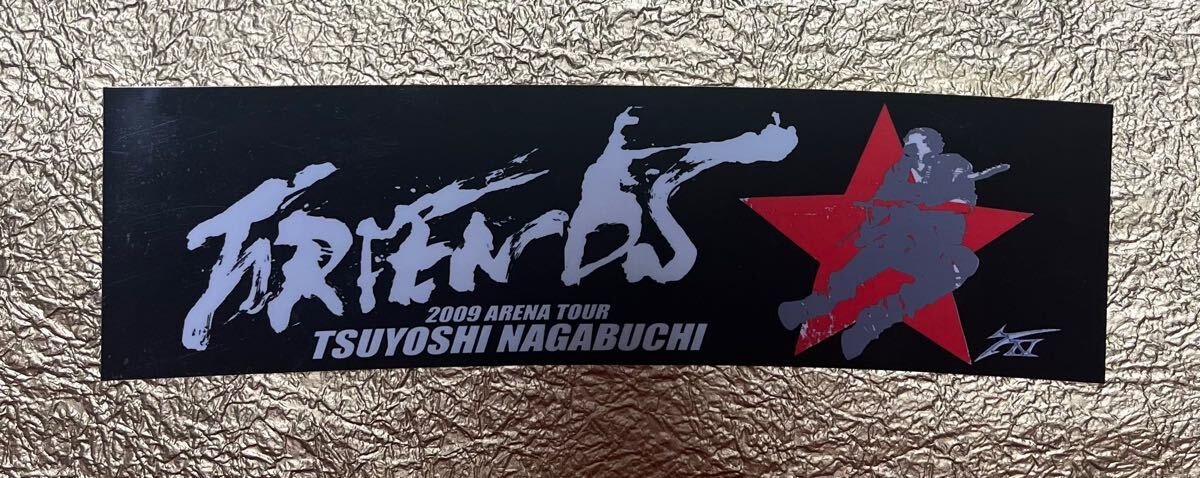 FRIENDS
2009 ARENA TOUR
TSUYOSHI NAGABUCHI